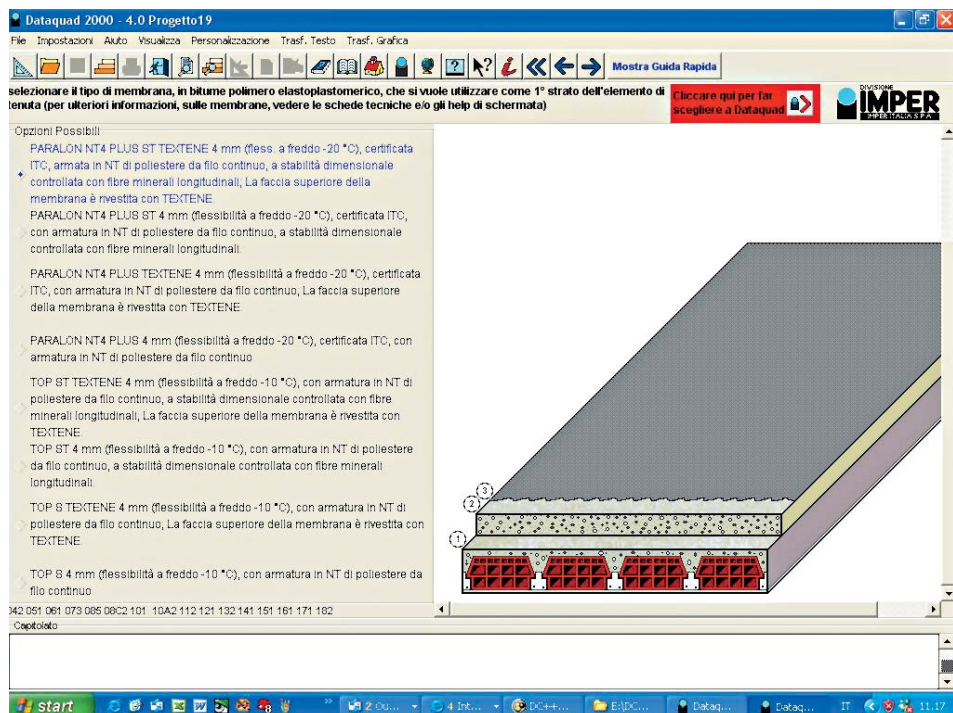 Dataquad 2000 - 4.0 Progetto19
File Impostazioni Aiuto Visualizza Personalizzazione Trasf. Testo Trasf. Grafica
Mostra Guida Rapida
selezionare il tipo di membrana, in bitume polimero elastoplastomerico, che si vuole utilizzare come 1° strato dell'elemento di
tenuta (per ulteriori informazioni, sulle membrane, vedere le schede tecniche e/o gli help di schermata)
Cliccare qui per far
scegliere a Dataquad
DIVISIONE
IMPER
IMPER ITALIA S.P.A
Opzioni Possibili
PARALON NT4 PLUS ST TEXTENE 4 mm (fless. a freddo -20 °C), certificata
ITC, armata in NT di poliestere da filo continuo, a stabilità dimensionale
controllata con fibre minerali longitudinali; La faccia superiore della
membrana è rivestita con TEXTENE.
PARALON NT4 PLUS ST 4 mm (flessibilità a freddo -20 °C), certificata ITC,
con armatura in NT di poliestere da filo continuo, a stabilità dimensionale
controllata con fibre minerali longitudinali.
PARALON NT4 PLUS TEXTENE 4 mm (flessibilità a freddo -20 °C), certificata
ITC, con armatura in NT di poliestere da filo continuo, La faccia superiore
della membrana è rivestita con TEXTENE
PARALON NT4 PLUS 4 mm (flessibilità a freddo -20 °C), certificata ITC, con
armatura in NT di poliestere da filo continuo.
TOP ST TEXTENE 4 mm (flessibilità a freddo -10 °C), con armatura in NT di
poliestere da filo continuo, a stabilità dimensionale controllata con fibre
minerali longitudinali, La faccia superiore della membrana è rivestita con
TEXTENE.
TOP ST 4 mm (flessibilità a freddo -10 °C), con armatura in NT di poliestere
da filo continuo, a stabilità dimensionale controllata con fibre minerali
longitudinali.
TOP S TEXTENE 4 mm (flessibilità a freddo -10 °C), con armatura in NT di
poliestere da filo continuo, La faccia superiore della membrana è rivestita con
TEXTENE.
TOP S 4 mm (flessibilità a freddo -10 °C), con armatura in NT di poliestere da
filo continuo.
3
2
1
042 051 061 073 085 08C2 101 10A2 112 121 132 141 151 161 171 182
Capitolato
start
2 Ou...
4 Int...
DC++...
E:\DC...
Dataq...
Dataq...
IT
11.17